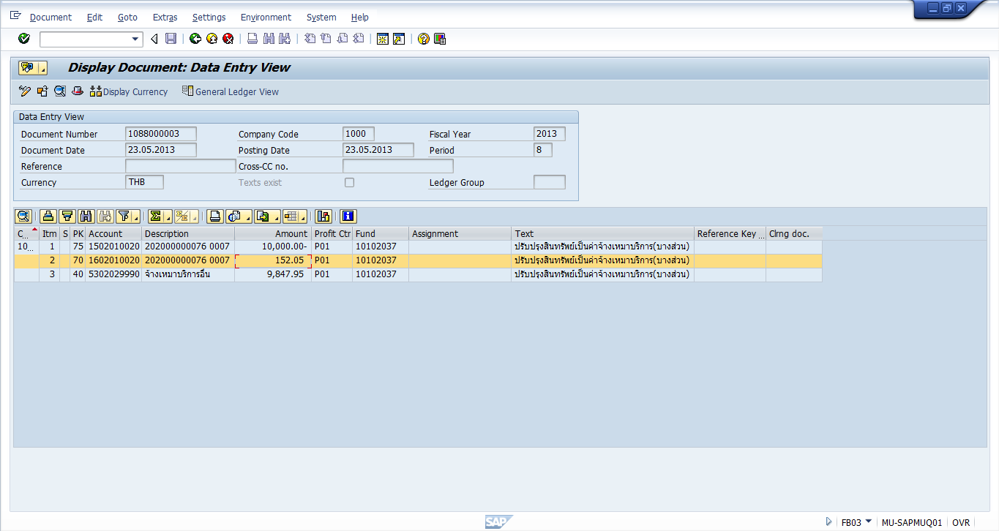 Document Edit Goto Extras Settings Environment System Help
Display Document: Data Entry View
Display Currency General Ledger View
Data Entry View
Document Number 1088000003 Company Code 1000 Fiscal Year 2013
Document Date 23.05.2013 Posting Date 23.05.2013 Period 8
Reference Cross-CC no.
Currency THB Texts exist Ledger Group
C... Itm S PK Account Description Amount Profit Ctr Fund Assignment Text Reference Key ... Clrng doc.
10... 1 75 1502010020 202000000076 0007 10,000.00- P01 10102037 ปรับปรุงสินทรัพย์เป็นค่าจ้างเหมาบริการ(บางส่วน)
2 70 1602010020 202000000076 0007 152.05 P01 10102037 ปรับปรุงสินทรัพย์เป็นค่าจ้างเหมาบริการ(บางส่วน)
3 40 5302029990 จ้างเหมาบริการอื่น 9,847.95 P01 10102037 ปรับปรุงสินทรัพย์เป็นค่าจ้างเหมาบริการ(บางส่วน)
SAP FB03 MU-SAPMUQ01 OVR